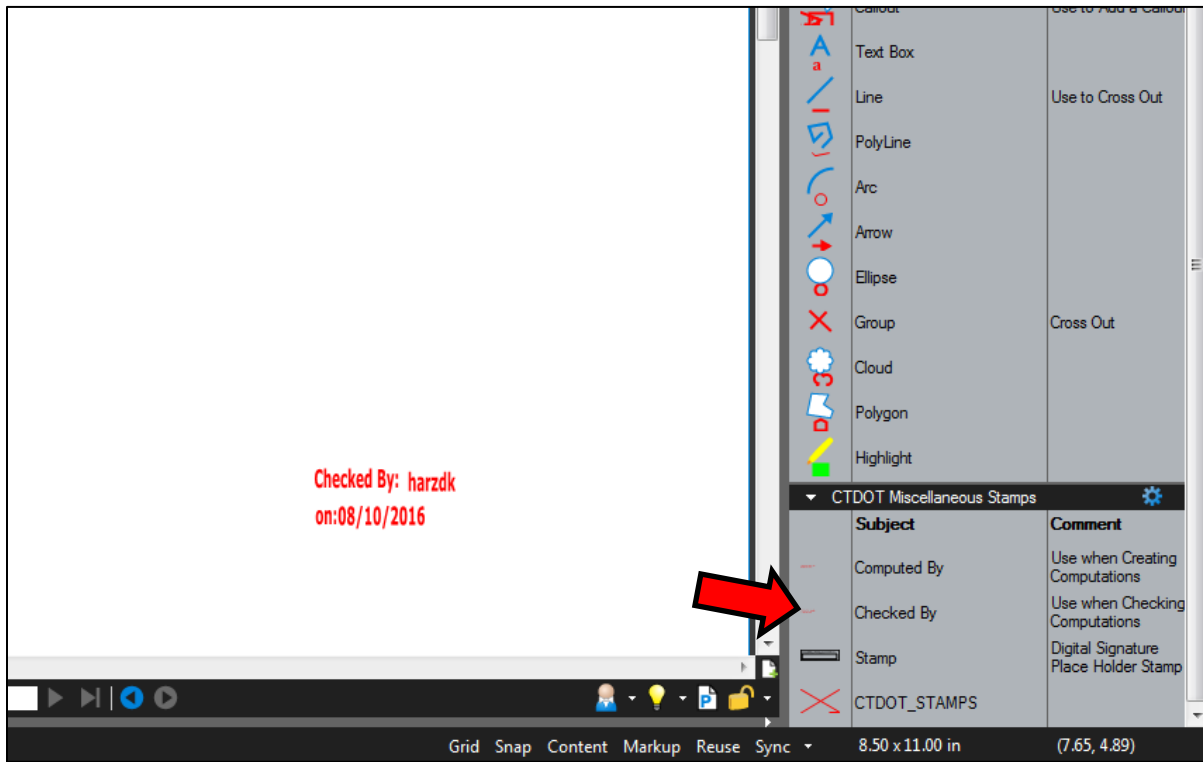 Callout Use to Add a Callout
Text Box
Line Use to Cross Out
PolyLine
Arc
Arrow
Ellipse
Group Cross Out
Cloud
Polygon
Highlight
Checked By: harzdk
on:08/10/2016
CTDOT Miscellaneous Stamps
Subject Comment
Computed By Use when Creating
Computations
Checked By Use when Checking
Computations
Stamp Digital Signature
Place Holder Stamp
CTDOT_STAMPS
Grid Snap Content Markup Reuse Sync 8.50 x 11.00 in (7.65, 4.89)